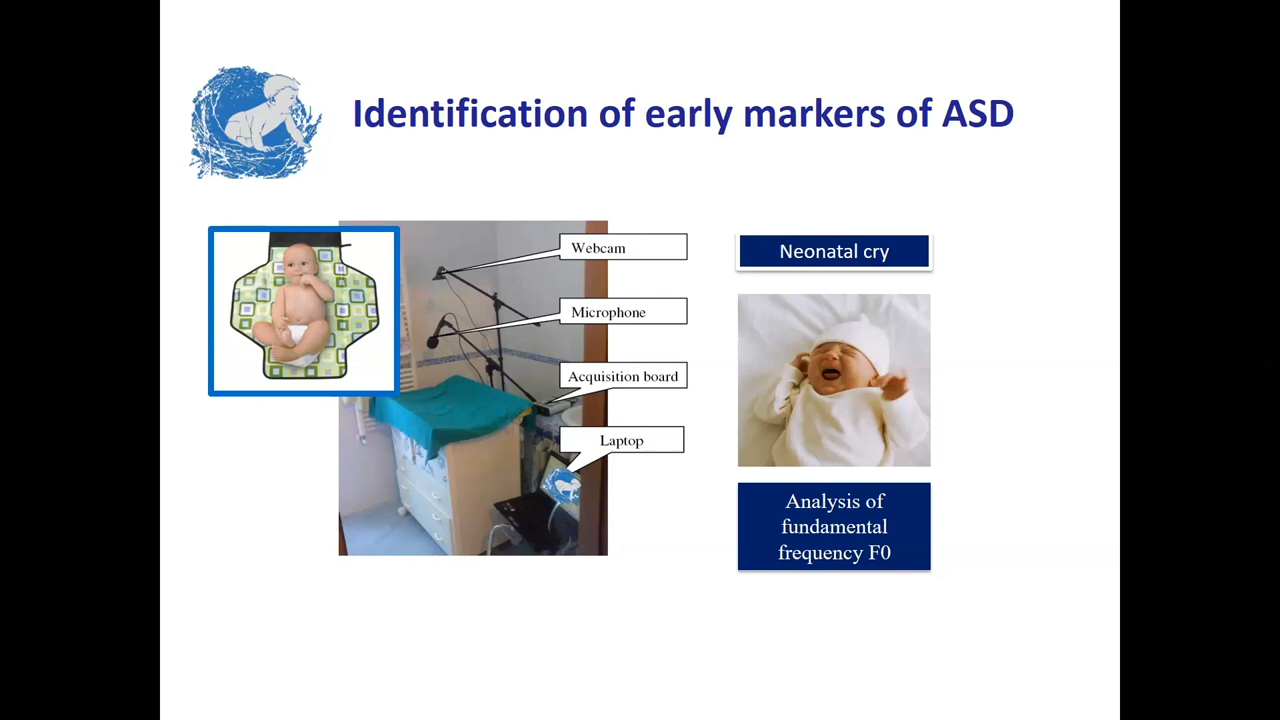 Identification of early markers of ASD
Webcam
Microphone
Acquisition board
Laptop
Neonatal cry
Analysis of
fundamental
frequency F0